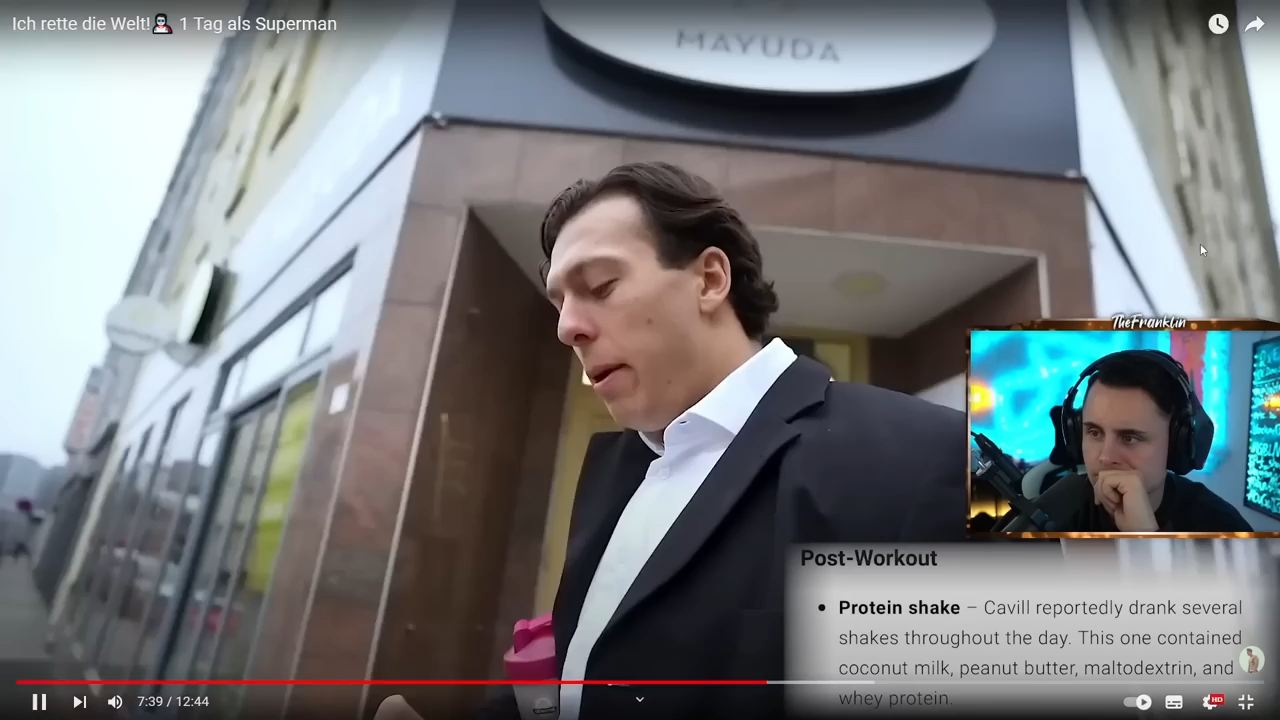 Ich rette die Welt!🦸🏻 1 Tag als Superman
MAYUDA
TheFranklin
Post-Workout
• Protein shake – Cavill reportedly drank several
shakes throughout the day. This one contained
coconut milk, peanut butter, maltodextrin, and
whey protein.
7:39 / 12:44
HD